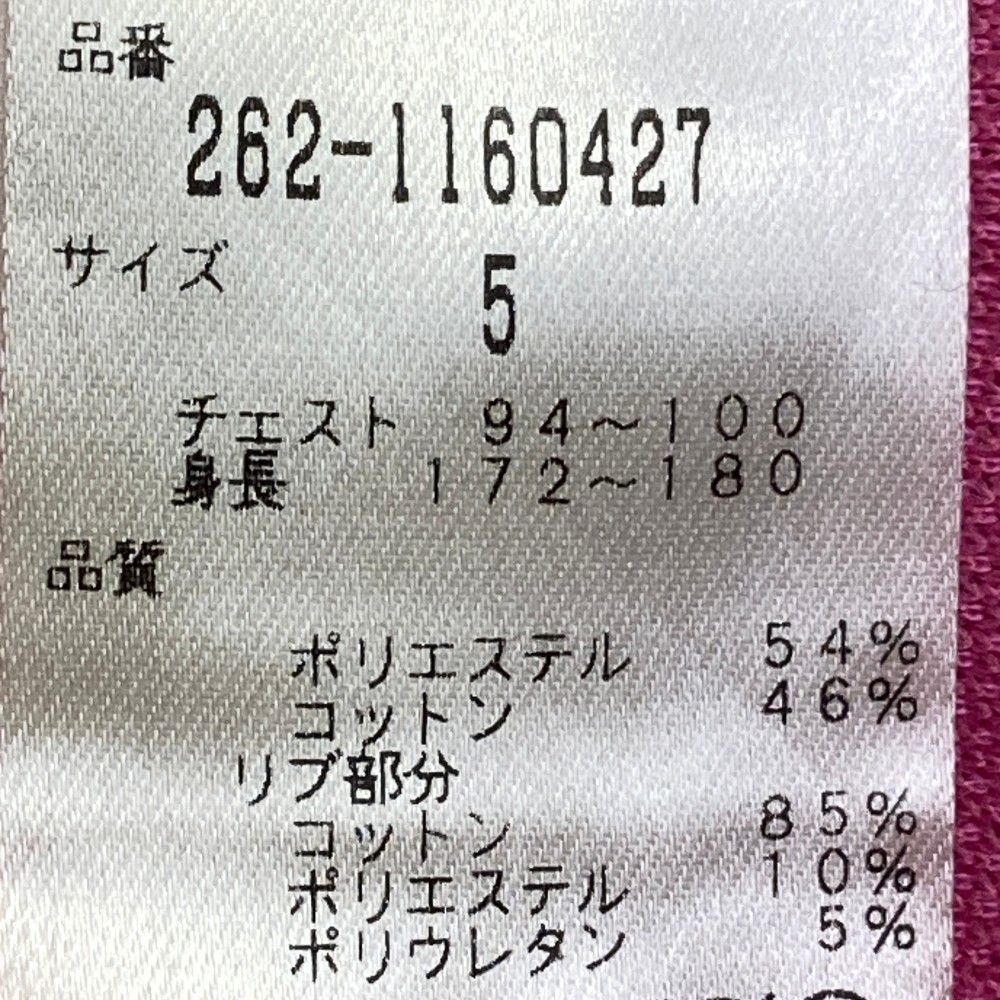 品番
262-1160427
サイズ 5
チェスト 94~100
身長 172~180
品質
ポリエステル 54%
コットン 46%
リブ部分
コットン 85%
ポリエステル 10%
ポリウレタン 5%